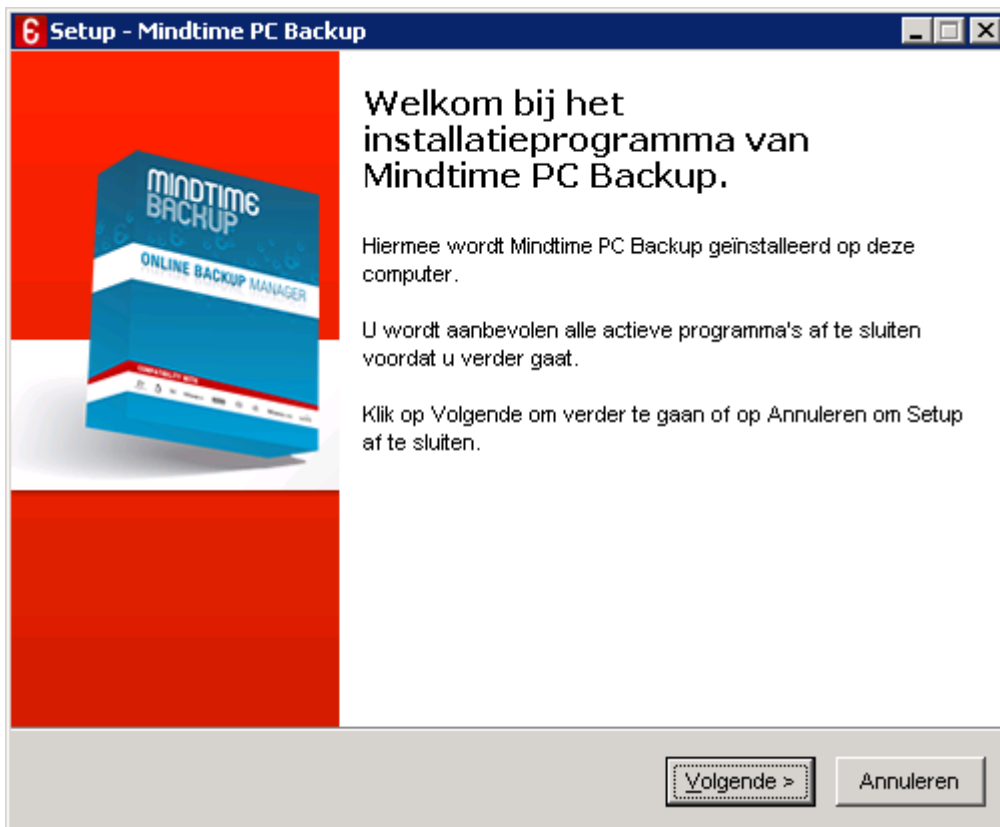 Setup - Mindtime PC Backup
MINDTIME
BACKUP
ONLINE BACKUP MANAGER
COMPATIBILITY WITH
Welkom bij het
installatieprogramma van
Mindtime PC Backup.
Hiermee wordt Mindtime PC Backup geïnstalleerd op deze
computer.
U wordt aanbevolen alle actieve programma's af te sluiten
voordat u verder gaat.
Klik op Volgende om verder te gaan of op Annuleren om Setup
af te sluiten.
Volgende >
Annuleren